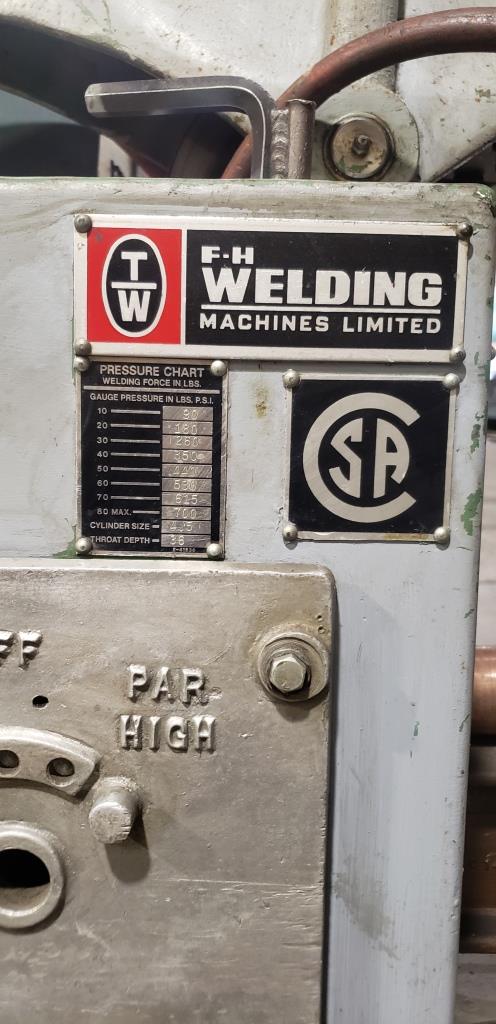 T
W
F-H
WELDING
MACHINES LIMITED
PRESSURE CHART
WELDING FORCE IN LBS.
GAUGE PRESSURE IN LBS. P.S.I.
10 90
20 180
30 260
40 350
50 440
60 530
70 615
80 MAX. 700
CYLINDER SIZE
THROAT DEPTH 36
CSA
FF
PAR
HIGH